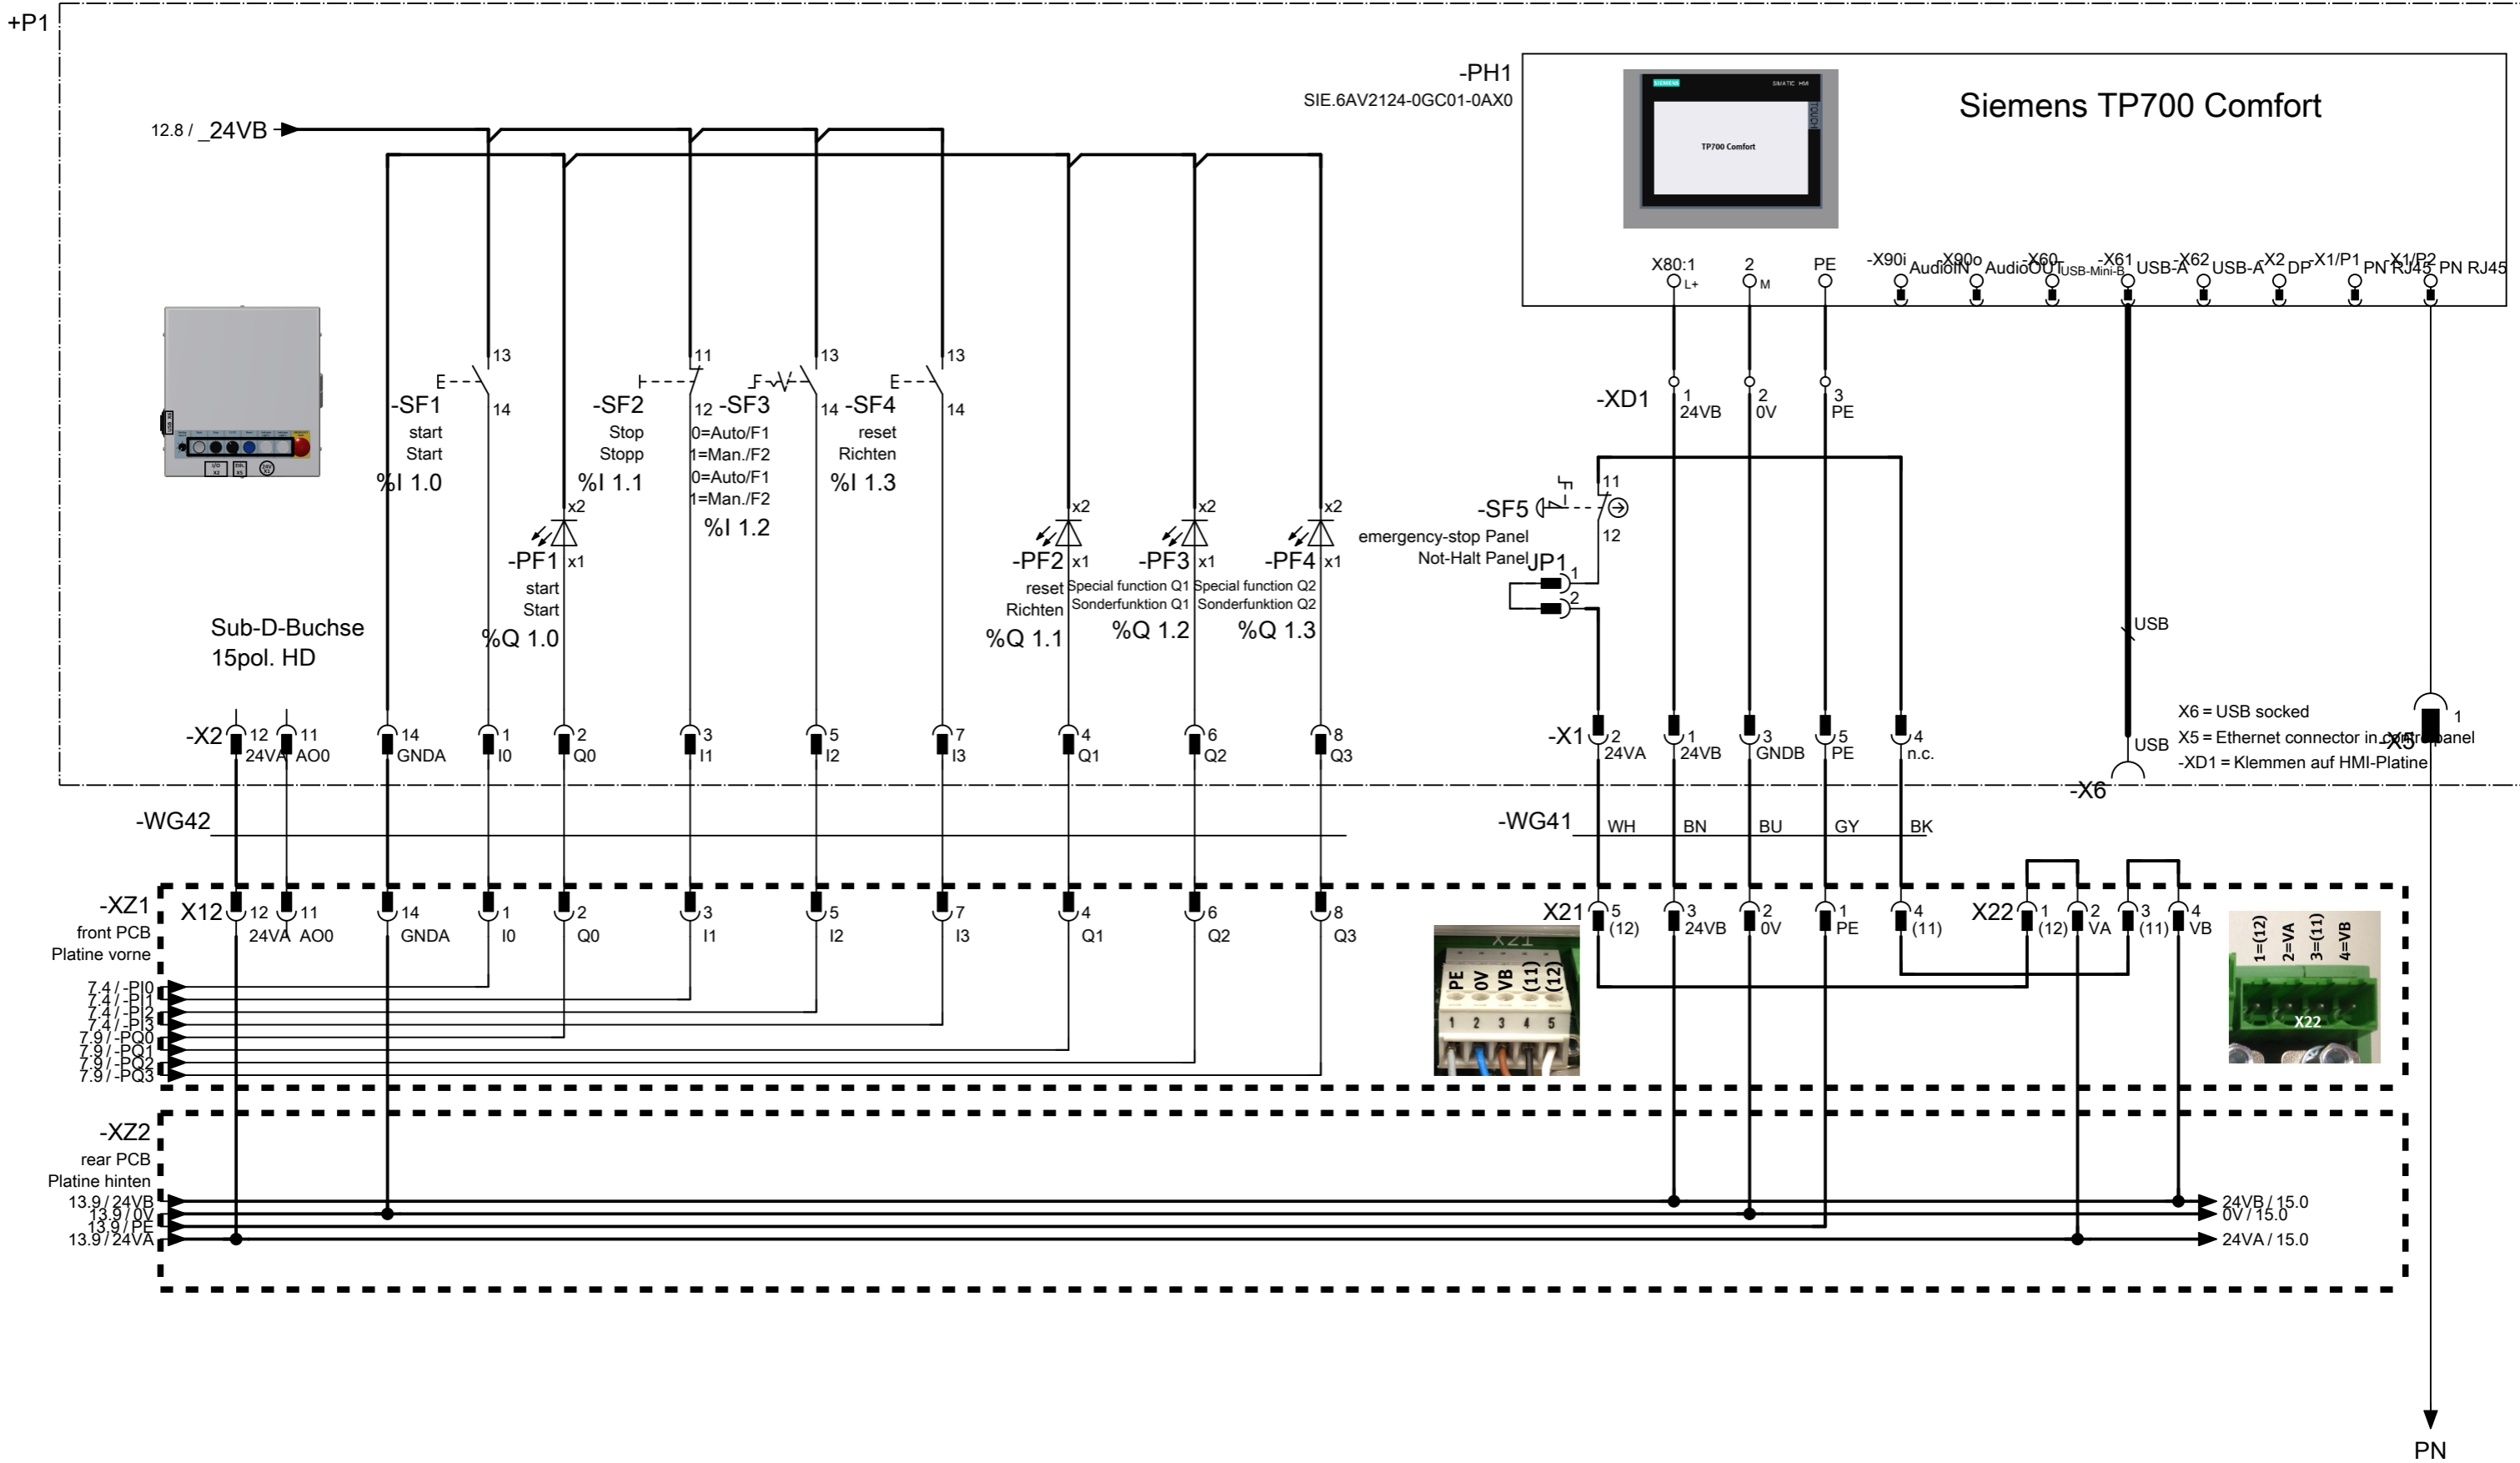 +P1
-PH1
SIE.6AV2124-0GC01-0AX0
SIEMENS
SIMATIC HMI
TOUCH
TP700 Comfort
Siemens TP700 Comfort
12.8 / _24VB
X80:1
L+
2
M
PE
-X90i
AudioIN
-X90o
AudioOUT
-X60
USB-Mini-B
-X61
USB-A
-X62
USB-A
-X2
DP
-X1/P1
PN RJ45
-X1/P2
PN RJ45
13
14
-SF1
start
Start
%I 1.0
11
12
-SF2
Stop
Stopp
%I 1.1
13
14
-SF3
0=Auto/F1
1=Man./F2
0=Auto/F1
1=Man./F2
%I 1.2
13
14
-SF4
reset
Richten
%I 1.3
-XD1
1
24VB
2
0V
3
PE
x2
-PF1
x1
start
Start
%Q 1.0
x2
-PF2
x1
reset
Richten
%Q 1.1
x2
-PF3
x1
Special function Q1
Sonderfunktion Q1
%Q 1.2
x2
-PF4
x1
Special function Q2
Sonderfunktion Q2
%Q 1.3
11
-SF5
12
emergency-stop Panel
Not-Halt Panel
JP1
1
2
USB
Sub-D-Buchse
15pol. HD
-X2
12
24VA
11
AO0
14
GNDA
1
I0
2
Q0
3
I1
5
I2
7
I3
4
Q1
6
Q2
8
Q3
-X1
2
24VA
1
24VB
3
GNDB
5
PE
4
n.c.
USB
-X6
X6 = USB socked
X5 = Ethernet connector in control panel
-XD1 = Klemmen auf HMI-Platine
-X5
1
-WG42
-WG41
WH
BN
BU
GY
BK
-XZ1
front PCB
Platine vorne
X12
12
24VA
11
AO0
14
GNDA
1
I0
2
Q0
3
I1
5
I2
7
I3
4
Q1
6
Q2
8
Q3
X21
5
(12)
3
24VB
2
0V
1
PE
4
(11)
X22
1
(12)
2
VA
3
(11)
4
VB
X21
PE
0V
VB
(11)
(12)
1 2 3 4 5
1=(12)
2=VA
3=(11)
4=VB
X22
7.4 / -PI0
7.4 / -PI1
7.4 / -PI2
7.4 / -PI3
7.9 / -PQ0
7.9 / -PQ1
7.9 / -PQ2
7.9 / -PQ3
-XZ2
rear PCB
Platine hinten
13.9 / 24VB
13.9 / 0V
13.9 / PE
13.9 / 24VA
24VB / 15.0
0V / 15.0
24VA / 15.0
PN